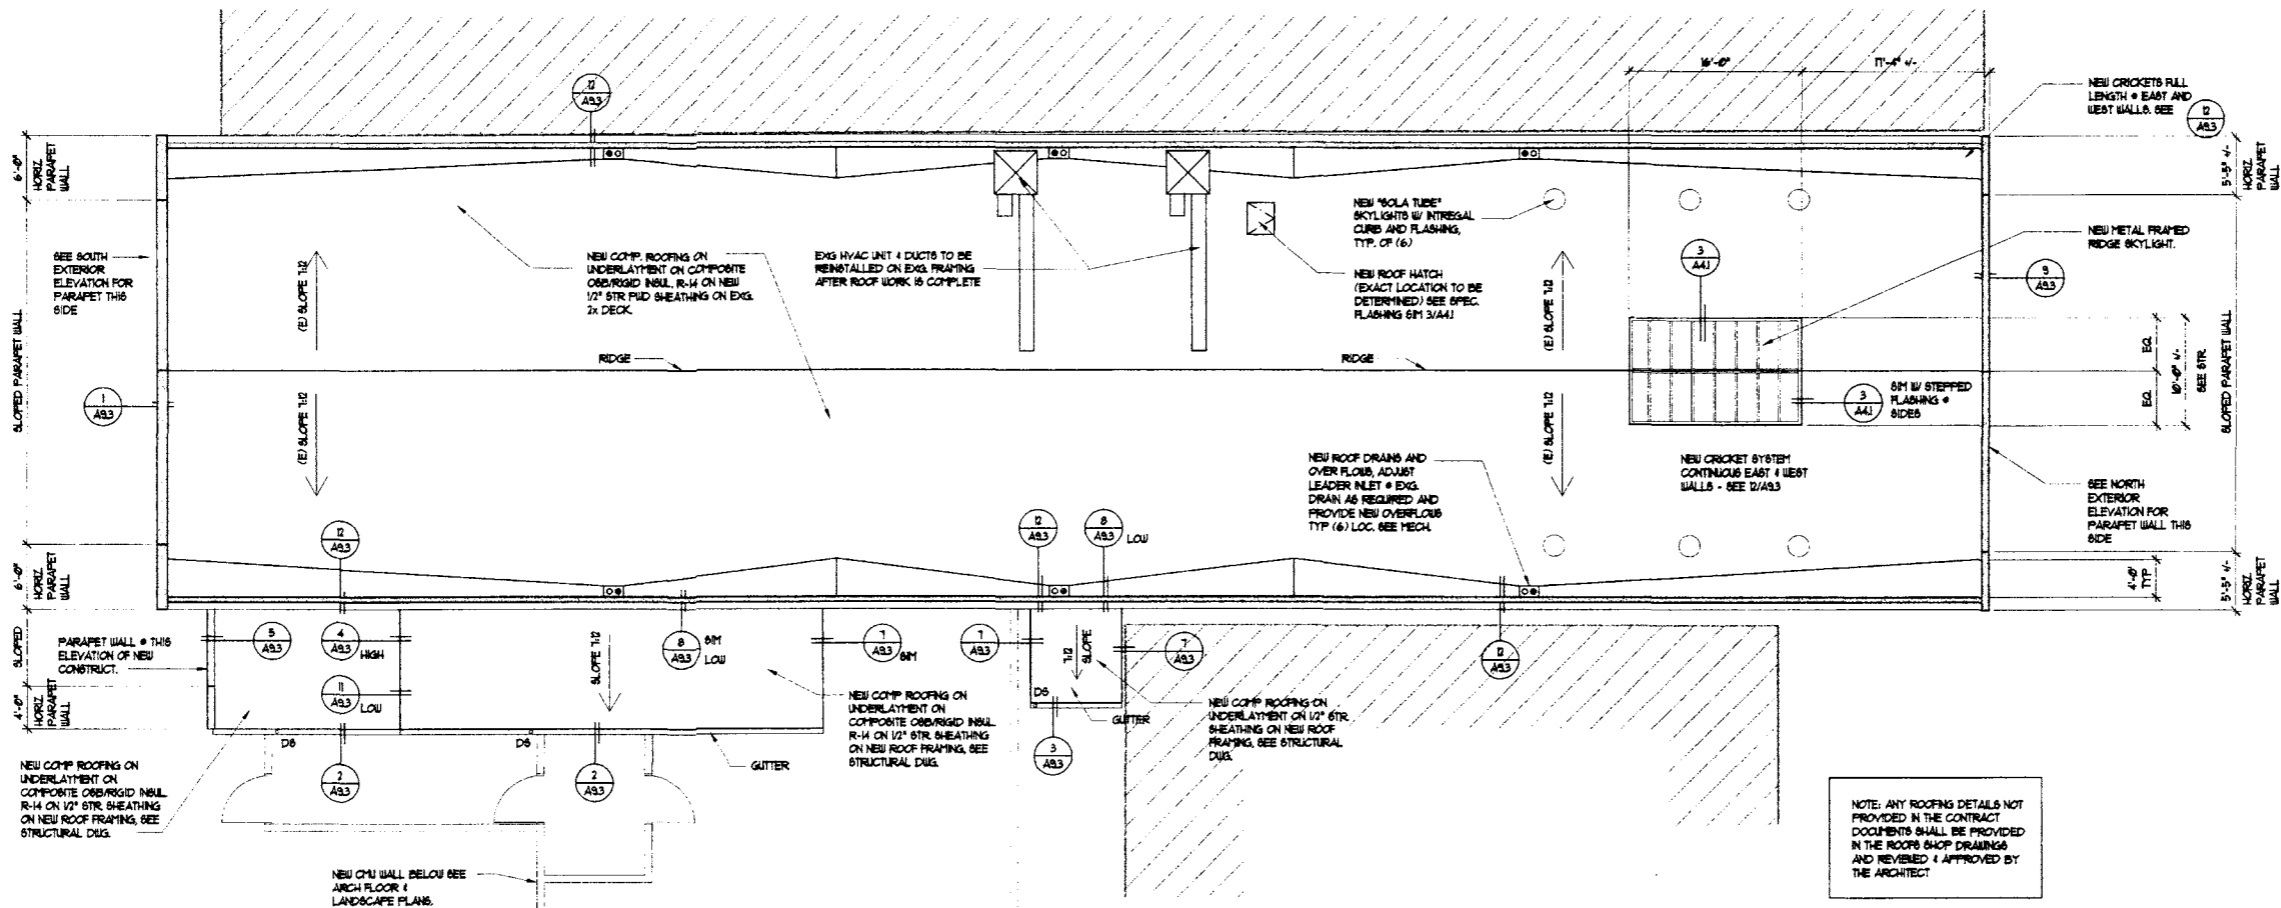 16'-0"
17'-4" +/-
NEW CRICKETS FULL
LENGTH @ EAST AND
WEST WALLS. SEE
12
A9.3
12
A9.3
6'-0"
HORIZ.
PARAPET
WALL
5'-5" +/-
HORIZ.
PARAPET
WALL
SEE SOUTH
EXTERIOR
ELEVATION FOR
PARAPET THIS
SIDE
(E) SLOPE 1:12
NEW COMP. ROOFING ON
UNDERLAYMENT ON COMPOSITE
OSB/RIGID INSUL, R-14 ON NEW
1/2" STR PWD SHEATHING ON EXG.
2x DECK.
EXG HVAC UNIT & DUCTS TO BE
REINSTALLED ON EXG. FRAMING
AFTER ROOF WORK IS COMPLETE
NEW "SOLA TUBE"
SKYLIGHTS W/ INTREGAL
CURB AND FLASHING,
TYP. OF (6)
NEW ROOF HATCH
(EXACT LOCATION TO BE
DETERMINED) SEE SPEC.
FLASHING SIM 3/A4.1
(E) SLOPE 1:12
3
A4.1
NEW METAL FRAMED
RIDGE SKYLIGHT.
9
A9.3
SLOPED PARAPET WALL
RIDGE
RIDGE
EQ.
EQ.
10'-0" +/-
SEE STR.
SLOPED PARAPET WALL
1
A9.3
(E) SLOPE 1:12
(E) SLOPE 1:12
3
A4.1
SIM W/ STEPPED
FLASHING @
SIDES
NEW ROOF DRAINS AND
OVER FLOWS, ADJUST
LEADER INLET @ EXG.
DRAIN AS REQUIRED AND
PROVIDE NEW OVERFLOWS
TYP (6) LOC. SEE MECH.
NEW CRICKET SYSTEM
CONTINUOUS EAST & WEST
WALLS - SEE 12/A9.3
SEE NORTH
EXTERIOR
ELEVATION FOR
PARAPET WALL THIS
SIDE
12
A9.3
12
A9.3
8
A9.3
LOW
6'-0"
HORIZ.
PARAPET
WALL
4'-0"
TYP
5'-5" +/-
HORIZ.
PARAPET
WALL
SLOPED
PARAPET WALL @ THIS
ELEVATION OF NEW
CONSTRUCT.
5
A9.3
4
A9.3
HIGH
11
A9.3
LOW
SLOPE 1:12
8
A9.3
SIM
LOW
7
A9.3
SIM
7
A9.3
1:12
SLOPE
7
A9.3
12
A9.3
4'-0"
HORIZ.
PARAPET
WALL
DS
DS
DS
GUTTER
3
A9.3
NEW COMP ROOFING ON
UNDERLAYMENT ON
COMPOSITE OSB/RIGID INSUL.
R-14 ON 1/2" STR. SHEATHING
ON NEW ROOF FRAMING, SEE
STRUCTURAL DWG.
NEW COMP ROOFING ON
UNDERLAYMENT ON 1/2" STR.
SHEATHING ON NEW ROOF
FRAMING, SEE STRUCTURAL
DWG.
NEW COMP ROOFING ON
UNDERLAYMENT ON
COMPOSITE OSB/RIGID INSUL.
R-14 ON 1/2" STR. SHEATHING
ON NEW ROOF FRAMING, SEE
STRUCTURAL DWG.
2
A9.3
2
A9.3
GUTTER
NEW CMU WALL BELOW SEE
ARCH FLOOR &
LANDSCAPE PLANS.
NOTE: ANY ROOFING DETAILS NOT
PROVIDED IN THE CONTRACT
DOCUMENTS SHALL BE PROVIDED
IN THE ROOFS SHOP DRAWINGS
AND REVIEWED & APPROVED BY
THE ARCHITECT